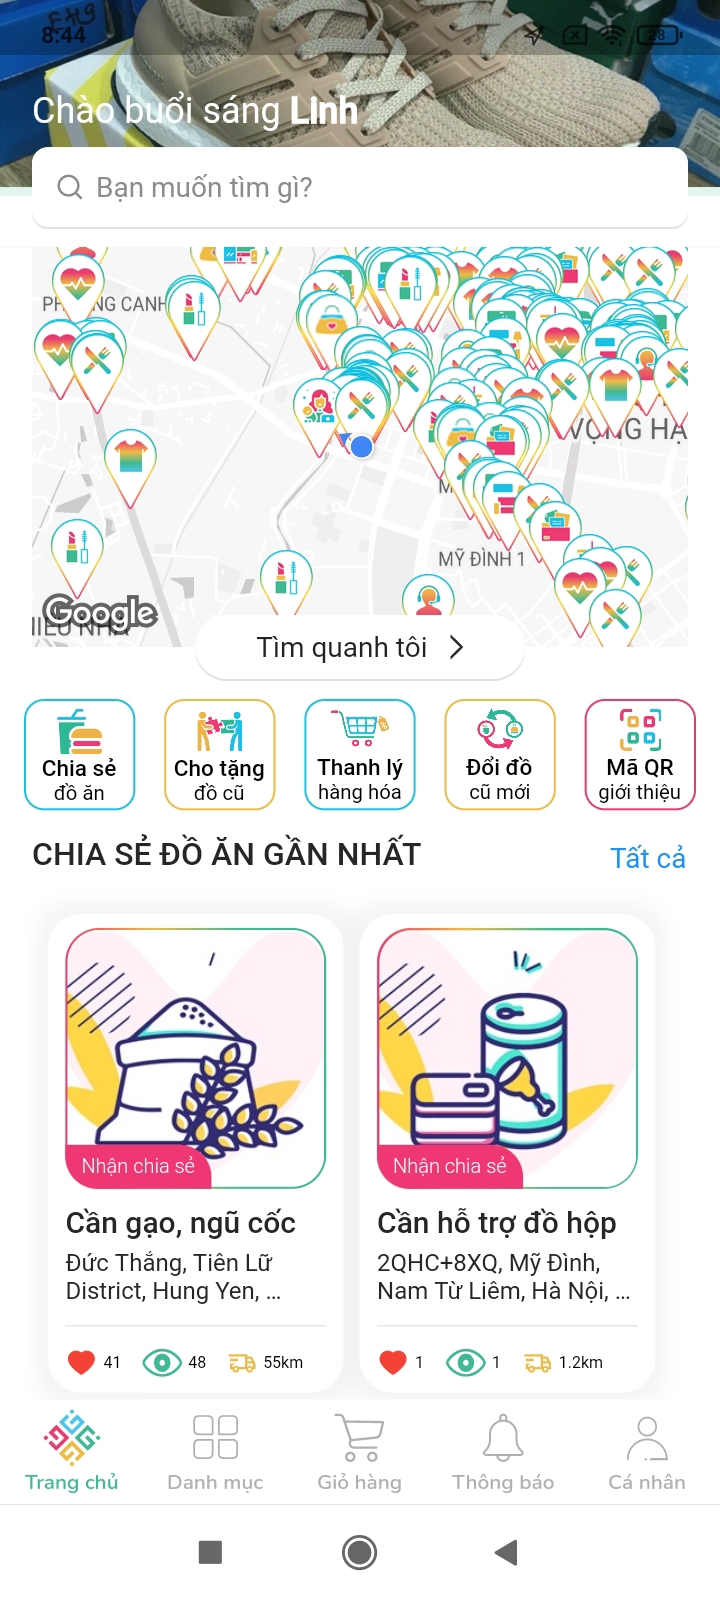 8:44
28
Chào buổi sáng Linh
Bạn muốn tìm gì?
VỌNG HẠ
MỸ ĐÌNH 1
Google
Tìm quanh tôi
Chia sẻ
đồ ăn
Cho tặng
đồ cũ
Thanh lý
hàng hóa
Đổi đồ
cũ mới
Mã QR
giới thiệu
CHIA SẺ ĐỒ ĂN GẦN NHẤT
Tất cả
Nhận chia sẻ
Nhận chia sẻ
Cần gạo, ngũ cốc
Đức Thắng, Tiên Lữ
District, Hung Yen, ...
41
48
55km
Cần hỗ trợ đồ hộp
2QHC+8XQ, Mỹ Đình,
Nam Từ Liêm, Hà Nội, ...
1
1
1.2km
Trang chủ
Danh mục
Giỏ hàng
Thông báo
Cá nhân